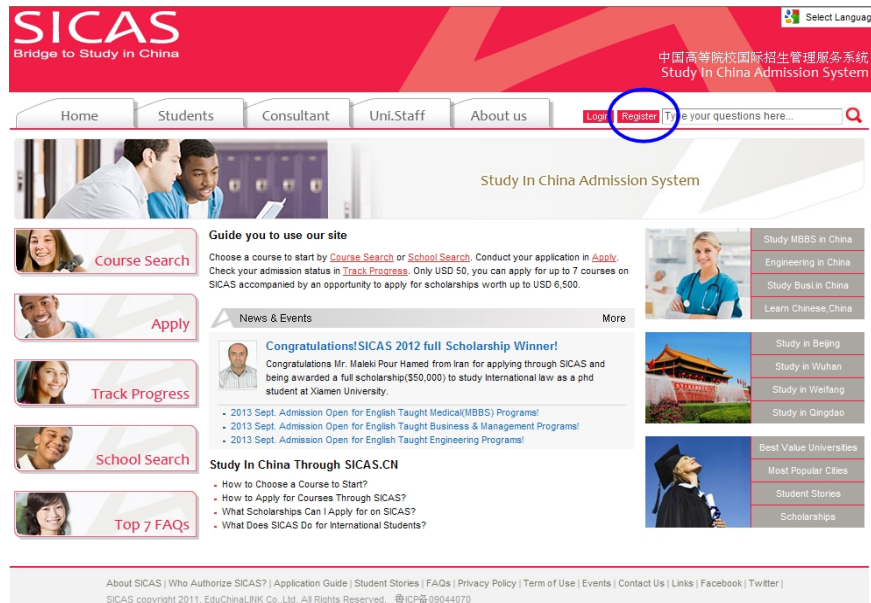 SICAS
Bridge to Study in China
Select Languag
中国高等院校国际招生管理服务系统
Study In China Admission System
Home
Students
Consultant
Uni.Staff
About us
Login
Register
Type your questions here...
Study In China Admission System
Course Search
Apply
Track Progress
School Search
Top 7 FAQs
Guide you to use our site
Choose a course to start by Course Search or School Search. Conduct your application in Apply.
Check your admission status in Track Progress. Only USD 50, you can apply for up to 7 courses on
SICAS accompanied by an opportunity to apply for scholarships worth up to USD 6,500.
News & Events
More
Congratulations!SICAS 2012 full Scholarship Winner!
Congratulations Mr. Maleki Pour Hamed from Iran for applying through SICAS and
being awarded a full scholarship($50,000) to study International law as a phd
student at Xiamen University.
2013 Sept. Admission Open for English Taught Medical(MBBS) Programs!
2013 Sept. Admission Open for English Taught Business & Management Programs!
2013 Sept. Admission Open for English Taught Engineering Programs!
Study In China Through SICAS.CN
How to Choose a Course to Start?
How to Apply for Courses Through SICAS?
What Scholarships Can I Apply for on SICAS?
What Does SICAS Do for International Students?
Study MBBS in China
Engineering in China
Study Busi.in China
Learn Chinese,China
Study in Beijing
Study in Wuhan
Study in Weifang
Study in Qingdao
Best Value Universities
Most Popular Cities
Student Stories
Scholarships
About SICAS | Who Authorize SICAS? | Application Guide | Student Stories | FAQs | Privacy Policy | Term of Use | Events | Contact Us | Links | Facebook | Twitter |
SICAS copyright 2011, EduChinaLINK Co.,Ltd. All Rights Reserved. 鲁ICP备09044070